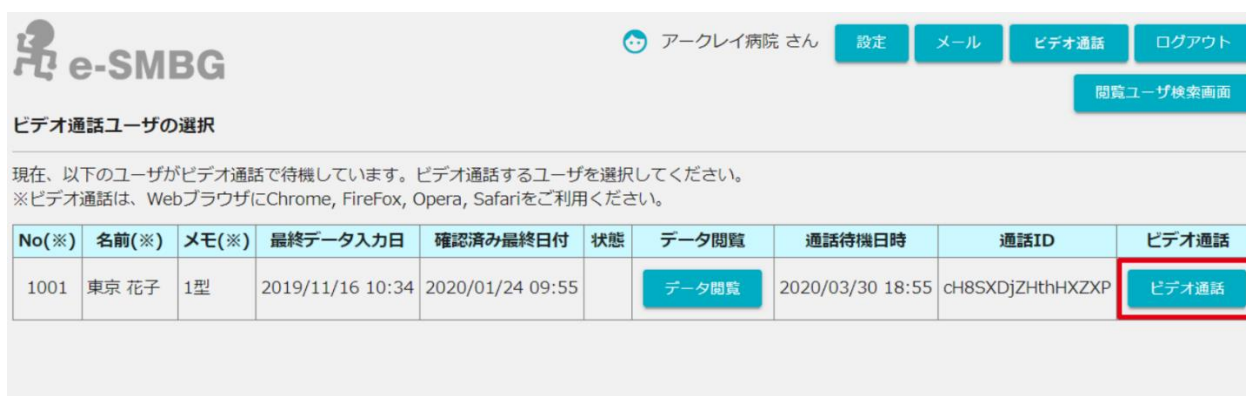 e-SMBG
アークレイ病院 さん 設定 メール ビデオ通話 ログアウト
閲覧ユーザ検索画面
ビデオ通話ユーザの選択
現在、以下のユーザがビデオ通話で待機しています。ビデオ通話するユーザを選択してください。
※ビデオ通話は、WebブラウザにChrome, FireFox, Opera, Safariをご利用ください。
No(※) 名前(※) メモ(※) 最終データ入力日 確認済み最終日付 状態 データ閲覧 通話待機日時 通話ID ビデオ通話
1001 東京 花子 1型 2019/11/16 10:34 2020/01/24 09:55 データ閲覧 2020/03/30 18:55 cH8SXDjZHthHXZXP ビデオ通話